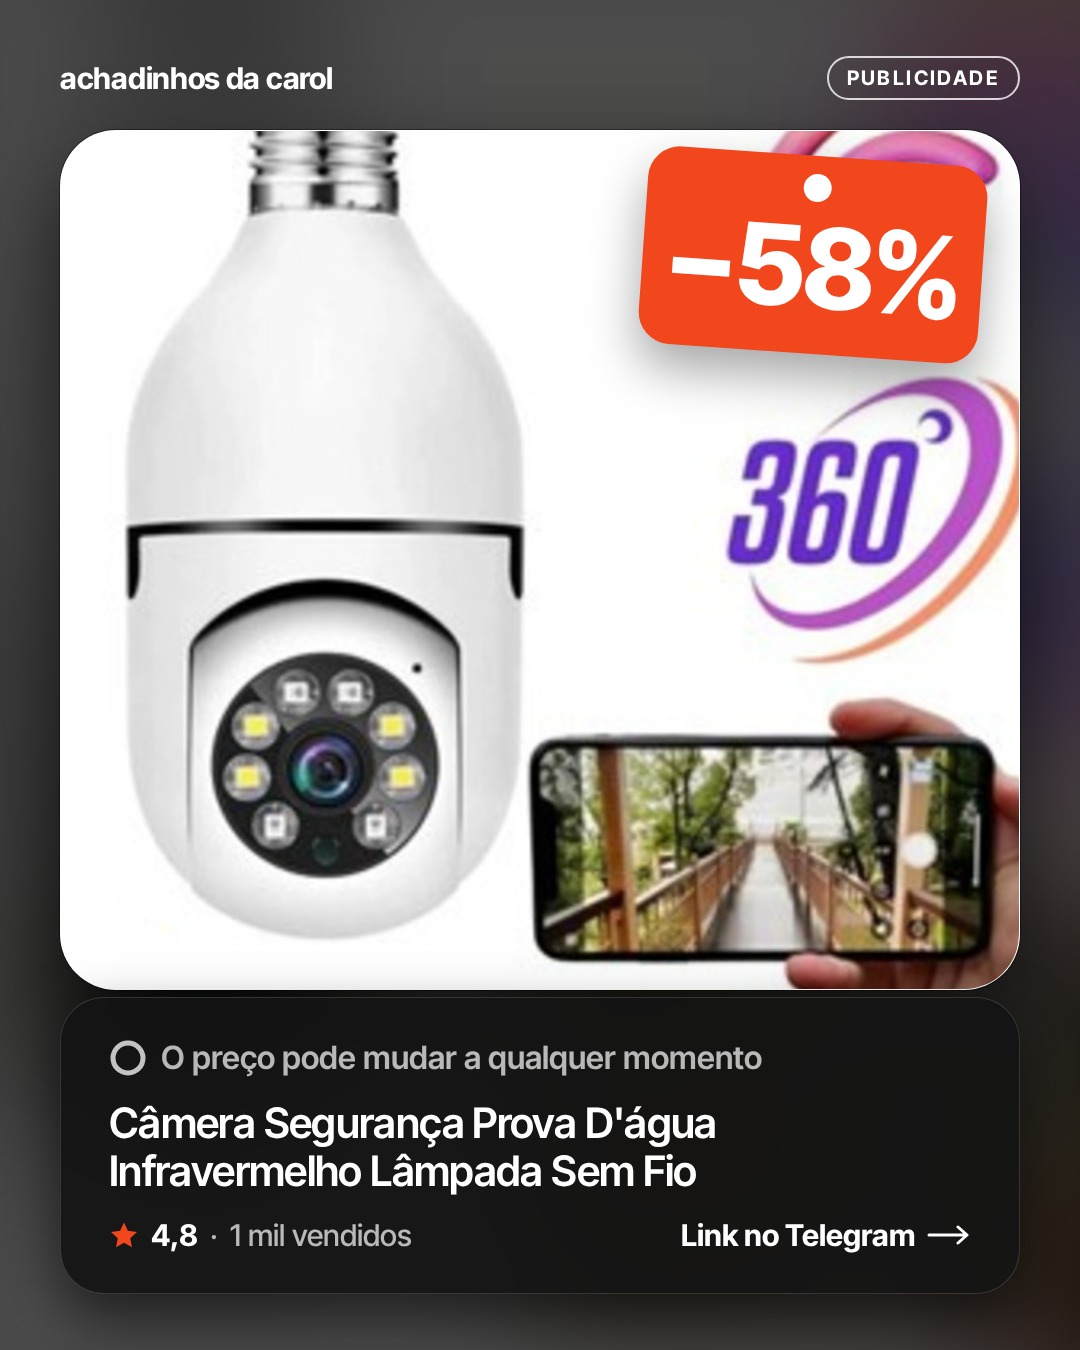 achadinhos da carol
PUBLICIDADE
−58%
360°
O preço pode mudar a qualquer momento
Câmera Segurança Prova D'água
Infravermelho Lâmpada Sem Fio
4,8 · 1 mil vendidos
Link no Telegram →